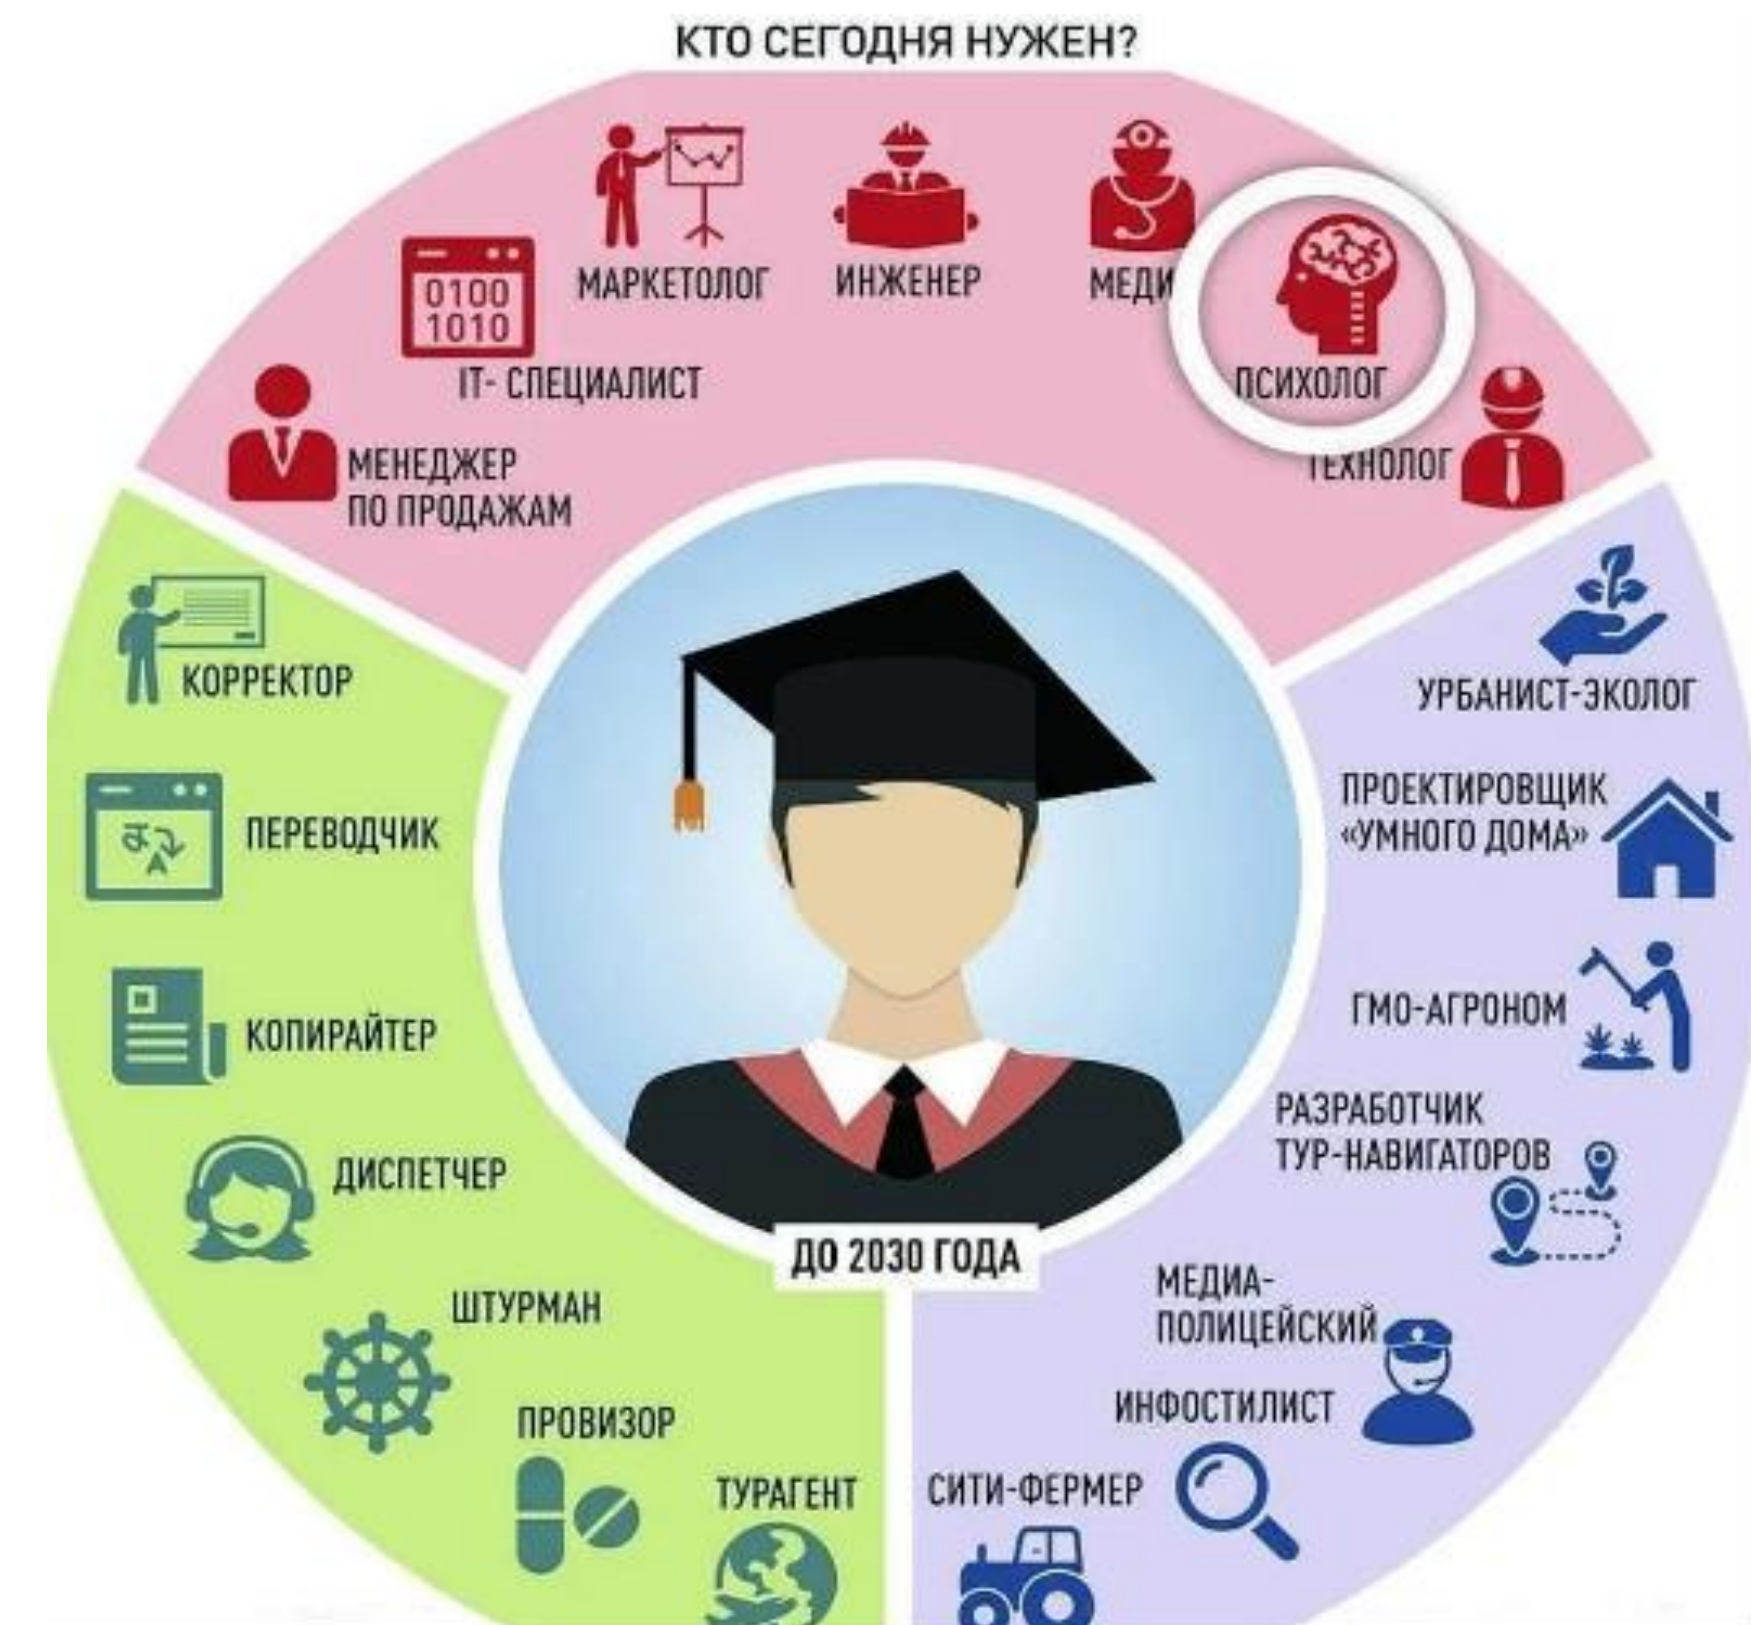 КТО СЕГОДНЯ НУЖЕН?
МАРКЕТОЛОГ
ИНЖЕНЕР
МЕДИ
0100
1010
IT- СПЕЦИАЛИСТ
ПСИХОЛОГ
МЕНЕДЖЕР
ПО ПРОДАЖАМ
ТЕХНОЛОГ
КОРРЕКТОР
ПЕРЕВОДЧИК
КОПИРАЙТЕР
ДИСПЕТЧЕР
ШТУРМАН
ПРОВИЗОР
ТУРАГЕНТ
ДО 2030 ГОДА
УРБАНИСТ-ЭКОЛОГ
ПРОЕКТИРОВЩИК
«УМНОГО ДОМА»
ГМО-АГРОНОМ
РАЗРАБОТЧИК
ТУР-НАВИГАТОРОВ
МЕДИА-
ПОЛИЦЕЙСКИЙ
ИНФОСТИЛИСТ
СИТИ-ФЕРМЕР